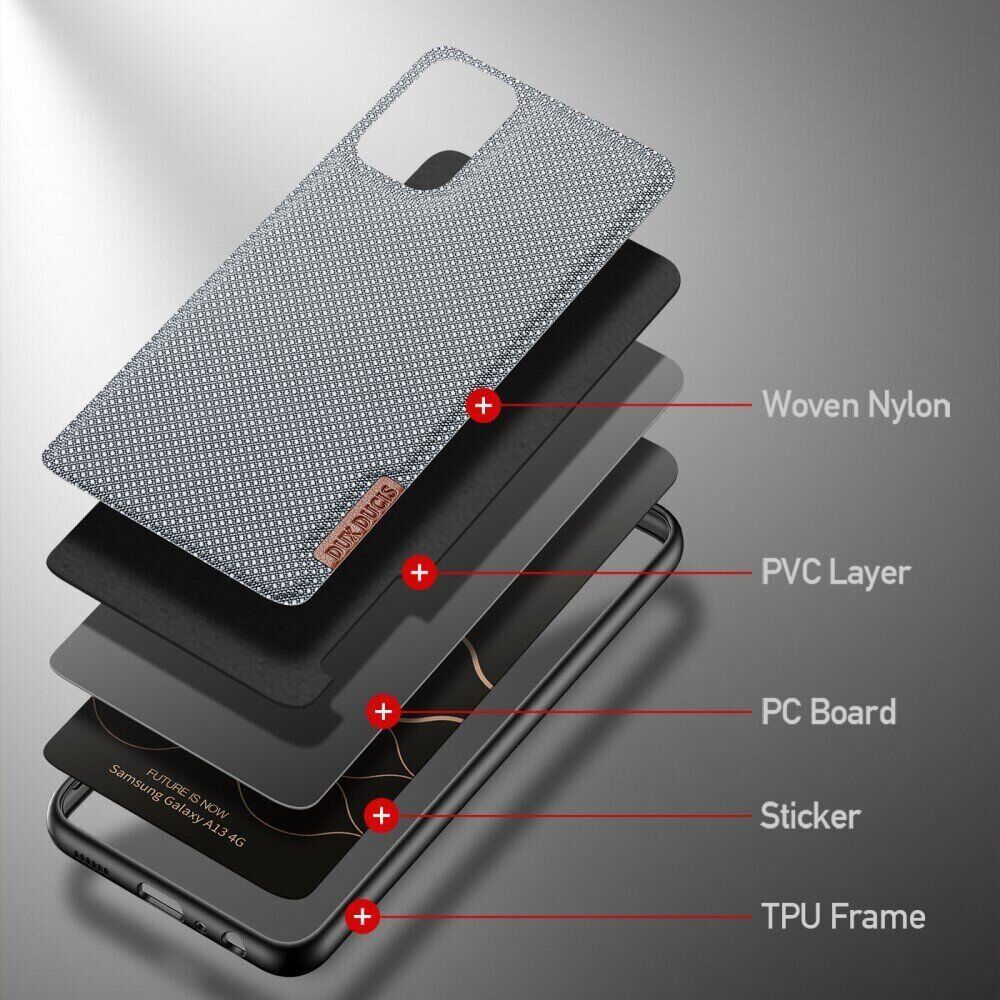 Woven Nylon
DUX DUCIS
PVC Layer
PC Board
FUTURE IS NOW
Samsung Galaxy A13 4G
Sticker
TPU Frame